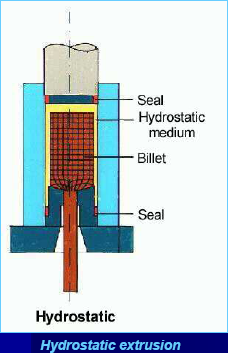 Seal
Hydrostatic
medium
Billet
Seal
Hydrostatic
Hydrostatic extrusion